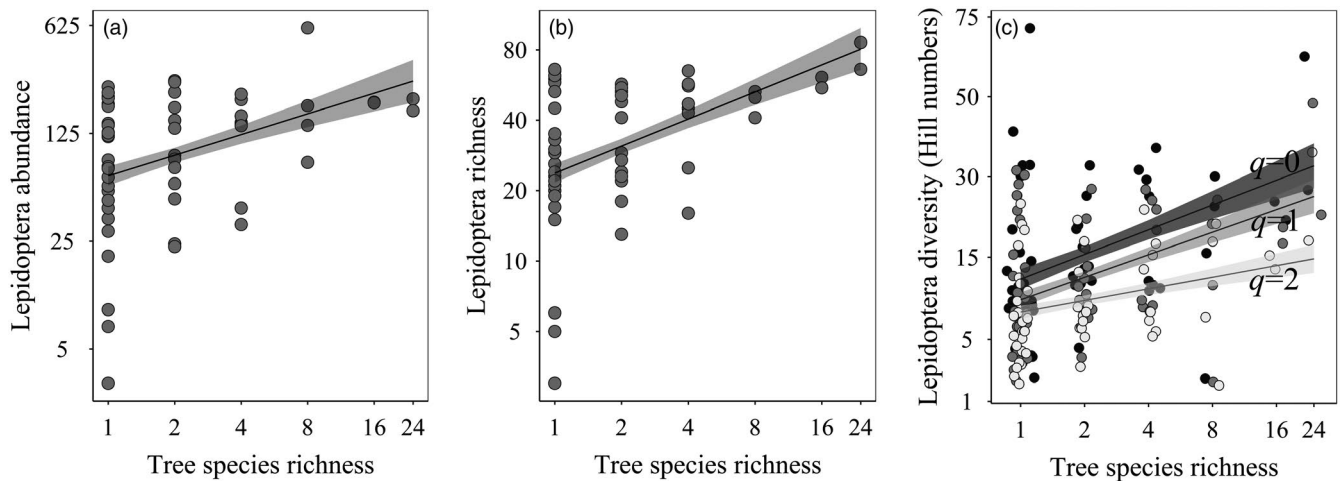 (a)
Lepidoptera abundance
625
125
25
5
1 2 4 8 16 24
Tree species richness
(b)
Lepidoptera richness
80
40
20
10
5
1 2 4 8 16 24
Tree species richness
(c)
Lepidoptera diversity (Hill numbers)
75
50
30
15
5
1
q=0
q=1
q=2
1 2 4 8 16 24
Tree species richness